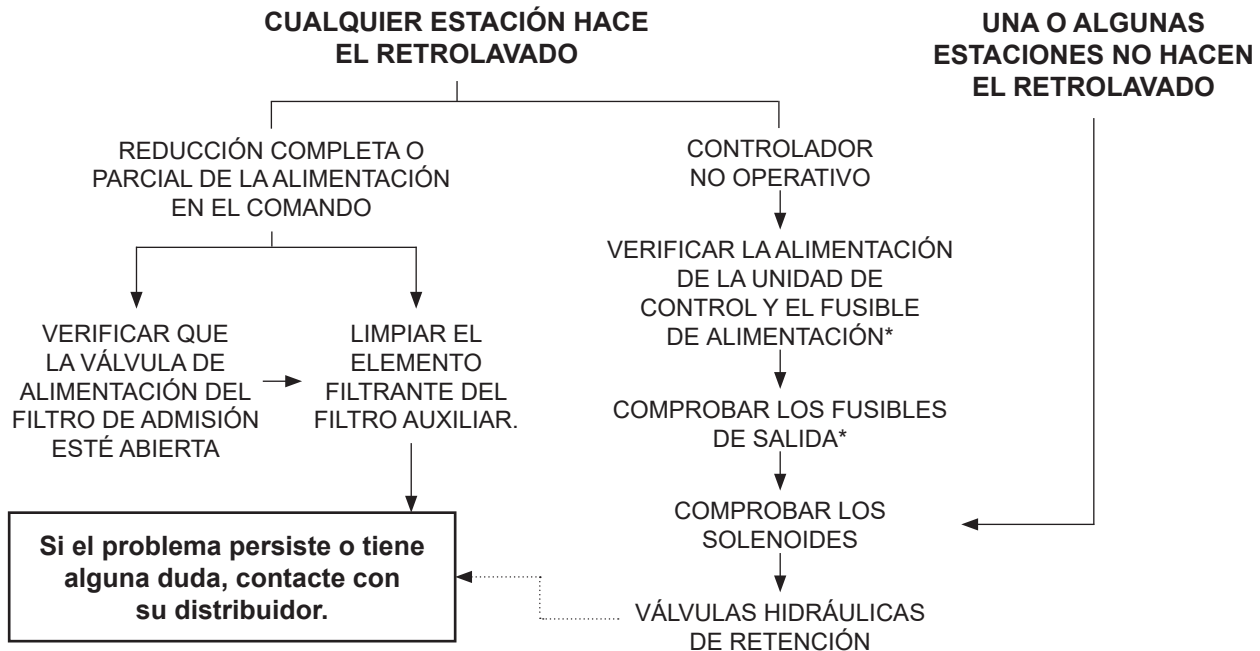 CUALQUIER ESTACIÓN HACE
EL RETROLAVADO
UNA O ALGUNAS
ESTACIONES NO HACEN
EL RETROLAVADO
REDUCCIÓN COMPLETA O
PARCIAL DE LA ALIMENTACIÓN
EN EL COMANDO
CONTROLADOR
NO OPERATIVO
VERIFICAR QUE
LA VÁLVULA DE
ALIMENTACIÓN DEL
FILTRO DE ADMISIÓN
ESTÉ ABIERTA
LIMPIAR EL
ELEMENTO
FILTRANTE DEL
FILTRO AUXILIAR.
VERIFICAR LA ALIMENTACIÓN
DE LA UNIDAD DE
CONTROL Y EL FUSIBLE
DE ALIMENTACIÓN*
COMPROBAR LOS FUSIBLES
DE SALIDA*
COMPROBAR LOS
SOLENOIDES
VÁLVULAS HIDRÁULICAS
DE RETENCIÓN
Si el problema persiste o tiene
alguna duda, contacte con
su distribuidor.